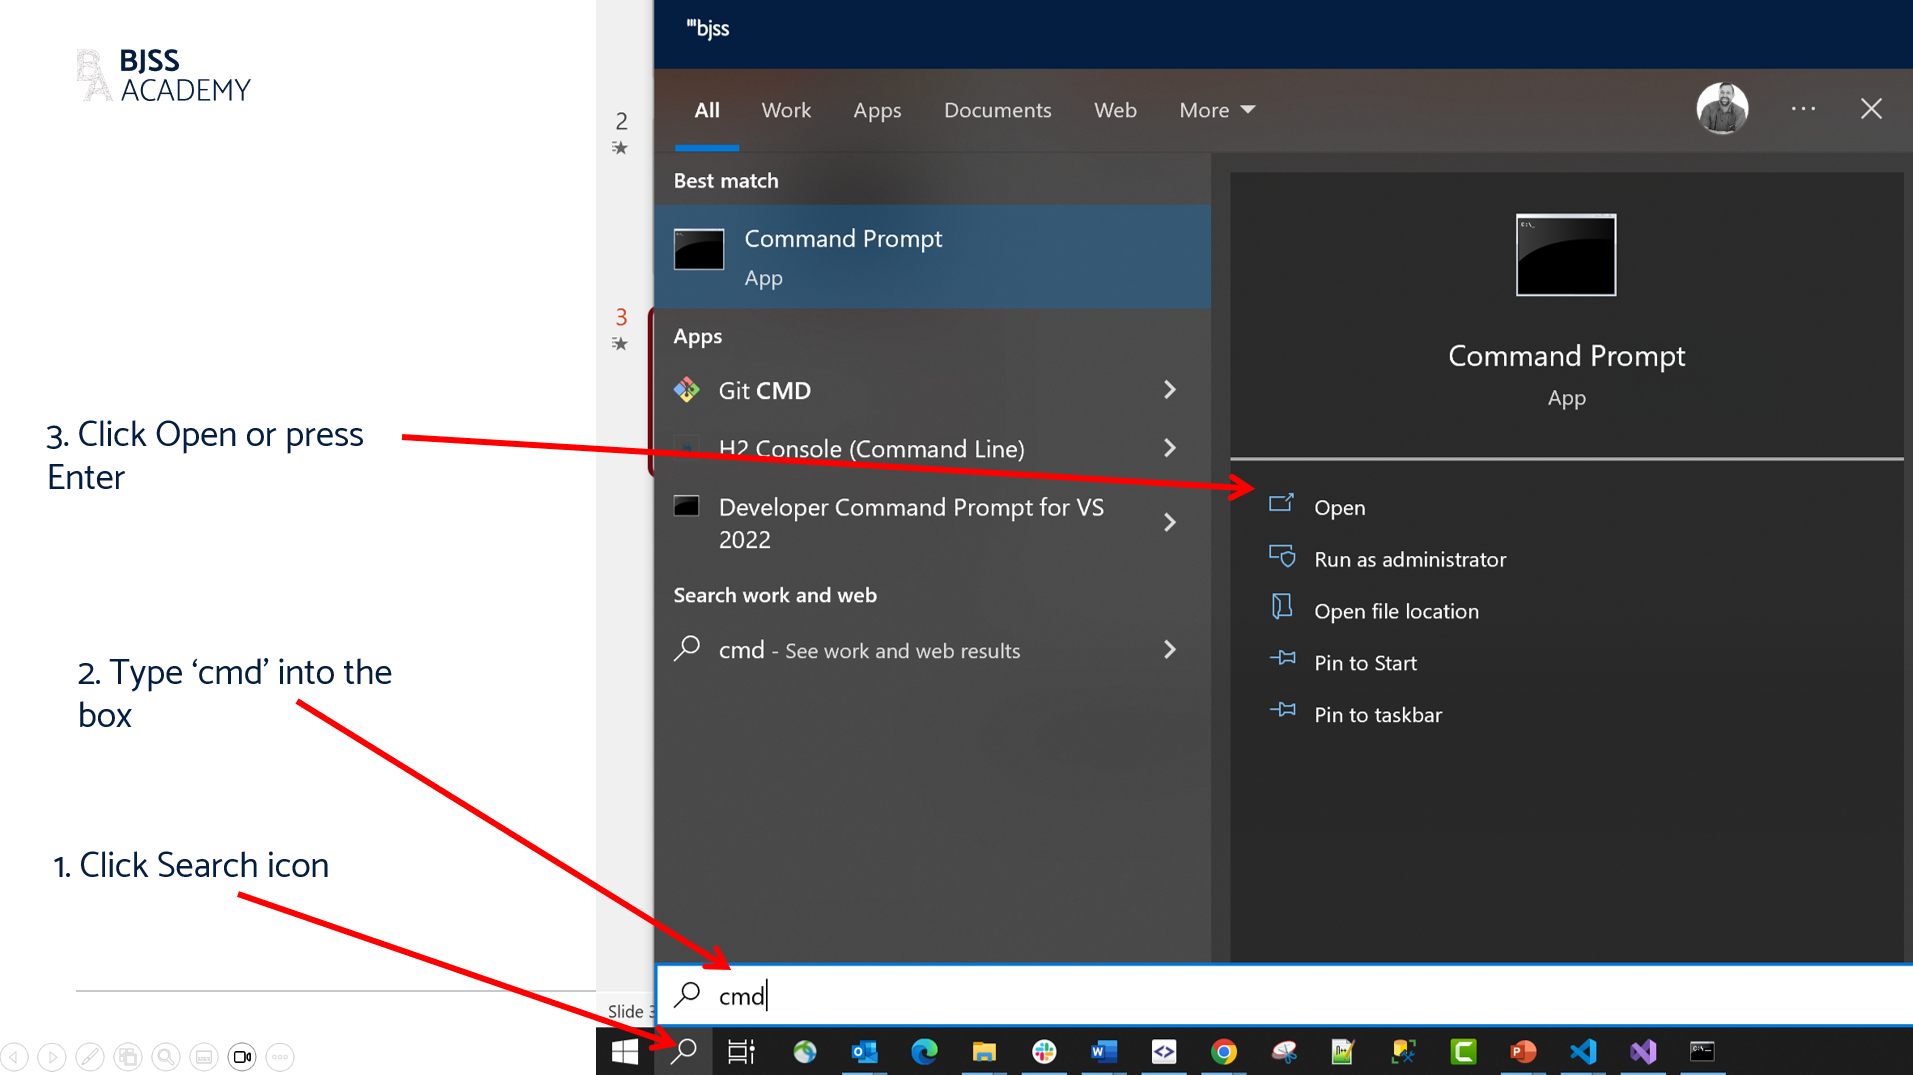 BJSS
ACADEMY
3. Click Open or press
Enter
2. Type ‘cmd’ into the
box
1. Click Search icon
2
3
Slide 3
"'bjss
All Work Apps Documents Web More
Best match
Command Prompt
App
Apps
Git CMD
H2 Console (Command Line)
Developer Command Prompt for VS
2022
Search work and web
cmd - See work and web results
Command Prompt
App
Open
Run as administrator
Open file location
Pin to Start
Pin to taskbar
cmd